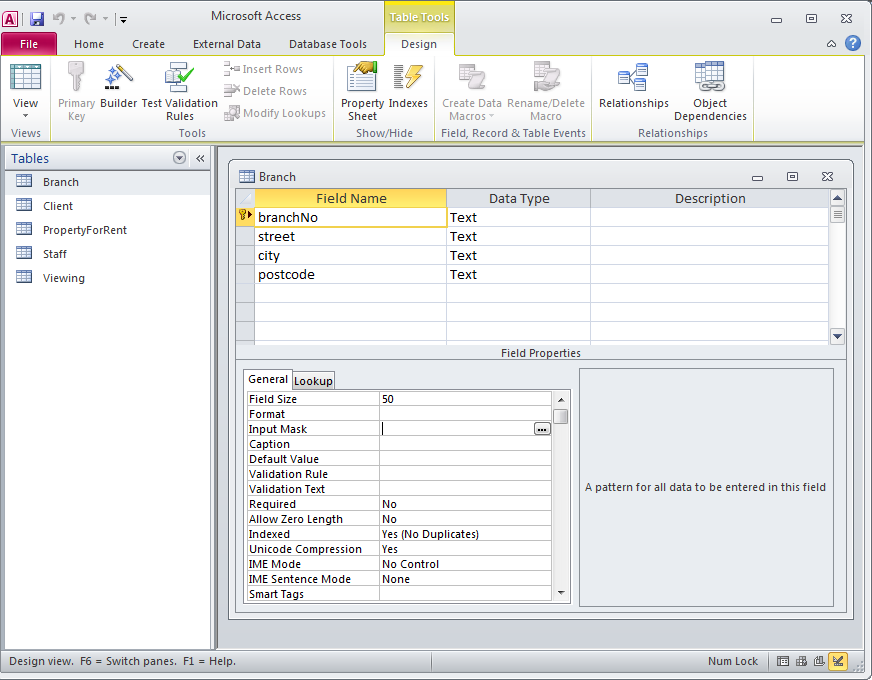 A
Microsoft Access
Table Tools
File Home Create External Data Database Tools Design
?
View
Views
Primary Key
Builder
Test Validation Rules
Insert Rows
Delete Rows
Modify Lookups
Tools
Property Sheet
Indexes
Show/Hide
Create Data Macros
Rename/Delete Macro
Field, Record & Table Events
Relationships
Object Dependencies
Relationships
Tables
Branch
Client
PropertyForRent
Staff
Viewing
Branch
Field Name Data Type Description
branchNo Text
street Text
city Text
postcode Text
Field Properties
General Lookup
Field Size 50
Format
Input Mask ...
Caption
Default Value
Validation Rule
Validation Text
Required No
Allow Zero Length No
Indexed Yes (No Duplicates)
Unicode Compression Yes
IME Mode No Control
IME Sentence Mode None
Smart Tags
A pattern for all data to be entered in this field
Design view. F6 = Switch panes. F1 = Help. Num Lock